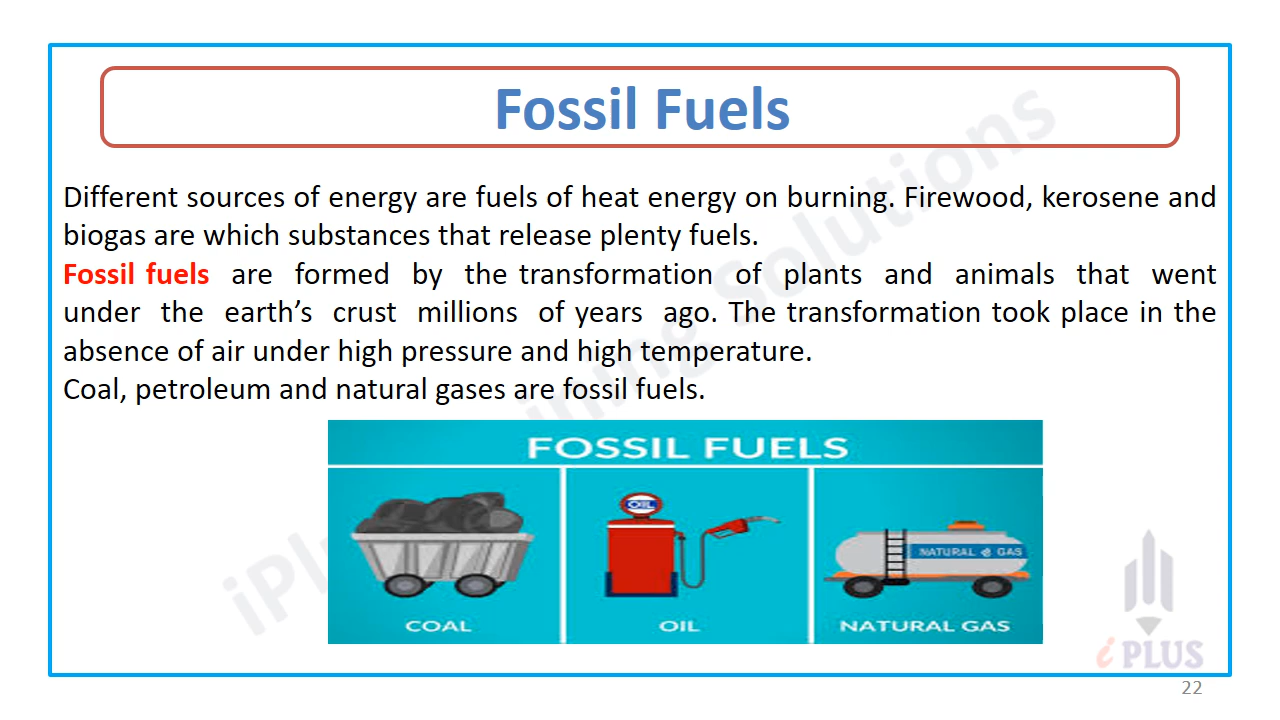 Fossil Fuels
Different sources of energy are fuels of heat energy on burning. Firewood, kerosene and
biogas are which substances that release plenty fuels.
Fossil fuels are formed by the transformation of plants and animals that went
under the earth’s crust millions of years ago. The transformation took place in the
absence of air under high pressure and high temperature.
Coal, petroleum and natural gases are fossil fuels.
FOSSIL FUELS
OIL
NATURAL GAS
COAL
OIL
NATURAL GAS
iPLUS
22